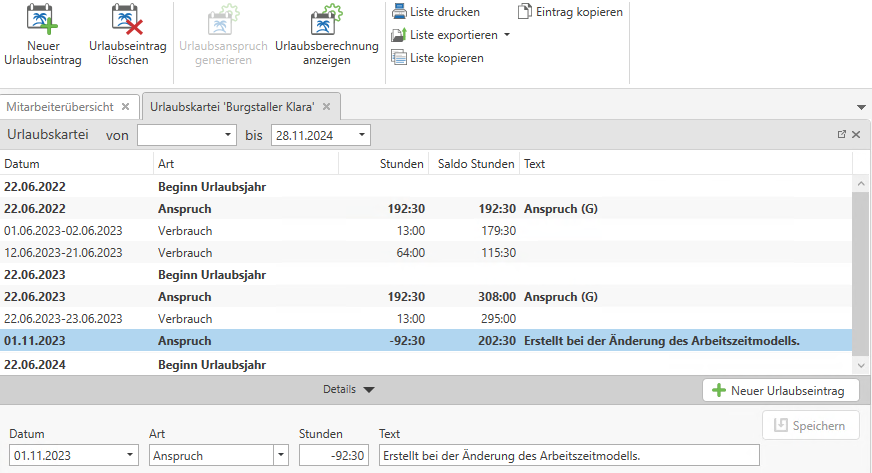 Neuer Urlaubseintrag
Urlaubseintrag löschen
Urlaubsanspruch generieren
Urlaubsberechnung anzeigen
Liste drucken
Liste exportieren
Liste kopieren
Eintrag kopieren
Mitarbeiterübersicht
Urlaubskartei 'Burgstaller Klara'
Urlaubskartei von bis 28.11.2024
Datum Art Stunden Saldo Stunden Text
22.06.2022 Beginn Urlaubsjahr
22.06.2022 Anspruch 192:30 192:30 Anspruch (G)
01.06.2023-02.06.2023 Verbrauch 13:00 179:30
12.06.2023-21.06.2023 Verbrauch 64:00 115:30
22.06.2023 Beginn Urlaubsjahr
22.06.2023 Anspruch 192:30 308:00 Anspruch (G)
22.06.2023-23.06.2023 Verbrauch 13:00 295:00
01.11.2023 Anspruch -92:30 202:30 Erstellt bei der Änderung des Arbeitszeitmodells.
22.06.2024 Beginn Urlaubsjahr
Details
Neuer Urlaubseintrag
Speichern
Datum Art Stunden Text
01.11.2023 Anspruch -92:30 Erstellt bei der Änderung des Arbeitszeitmodells.